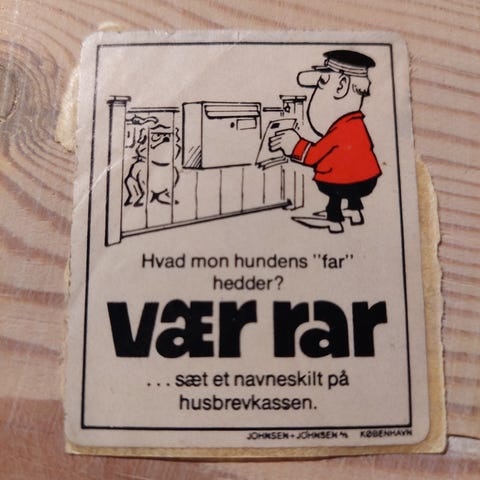 Hvad mon hundens "far"
hedder?
vær rar
...sæt et navneskilt på
husbrevkassen.
JOHNSEN+JOHNSEN A/S KØBENHAVN